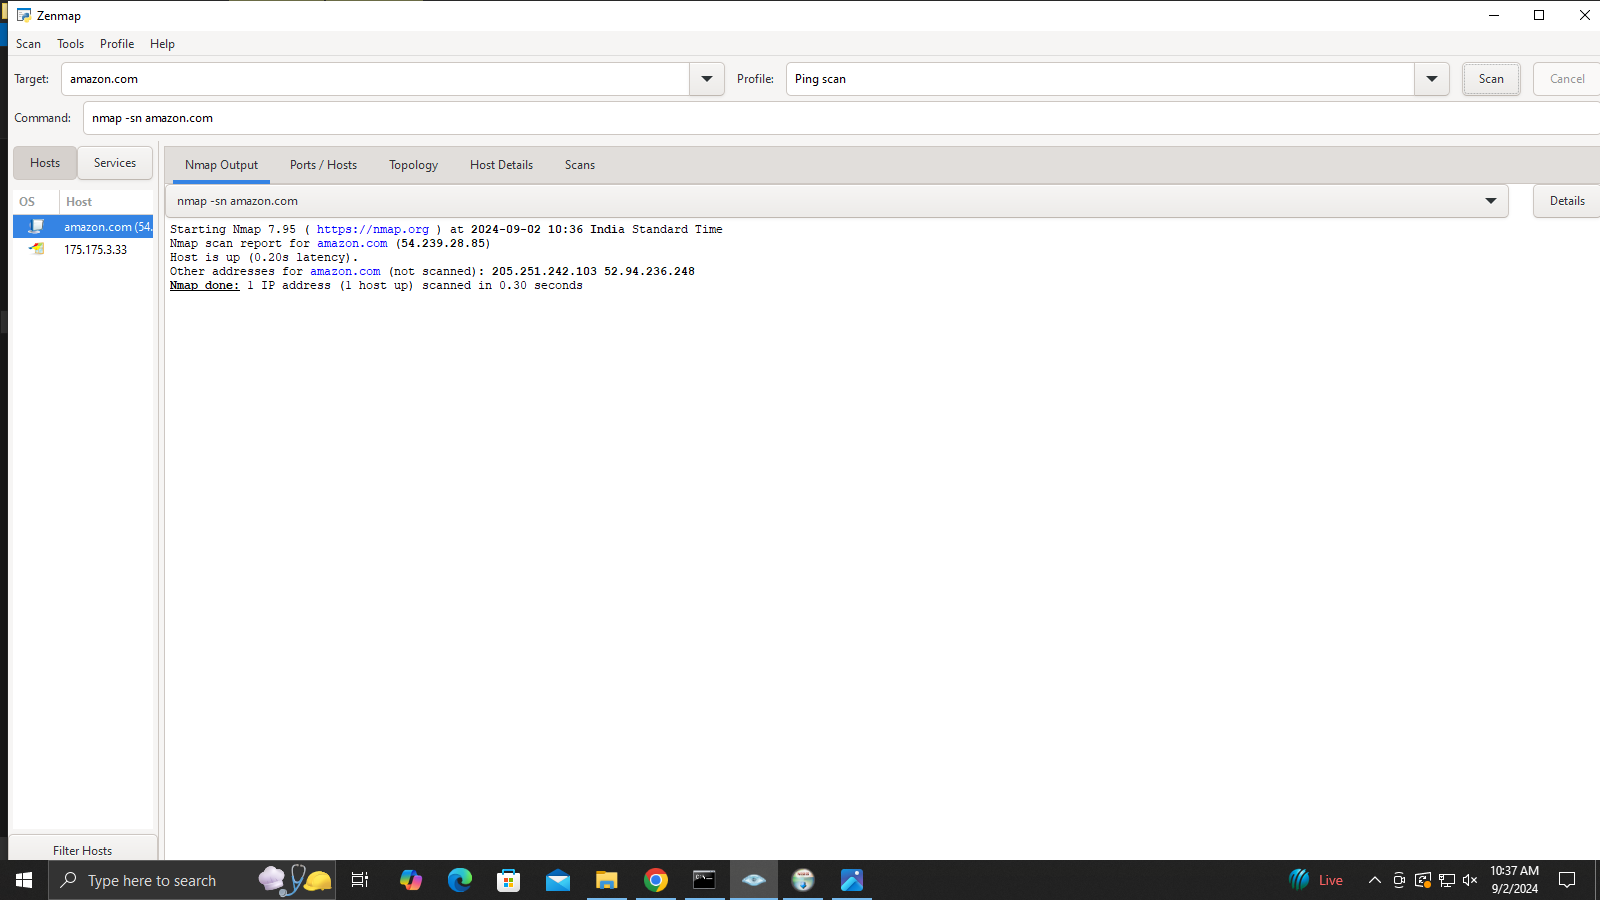 Zenmap
Scan Tools Profile Help
Target: amazon.com Profile: Ping scan Scan Cancel
Command: nmap -sn amazon.com
Hosts Services
OS Host
amazon.com (54.
175.175.3.33
Filter Hosts
Nmap Output Ports / Hosts Topology Host Details Scans
nmap -sn amazon.com Details
Starting Nmap 7.95 ( https://nmap.org ) at 2024-09-02 10:36 India Standard Time
Nmap scan report for amazon.com (54.239.28.85)
Host is up (0.20s latency).
Other addresses for amazon.com (not scanned): 205.251.242.103 52.94.236.248
Nmap done: 1 IP address (1 host up) scanned in 0.30 seconds
Type here to search
Live
10:37 AM
9/2/2024